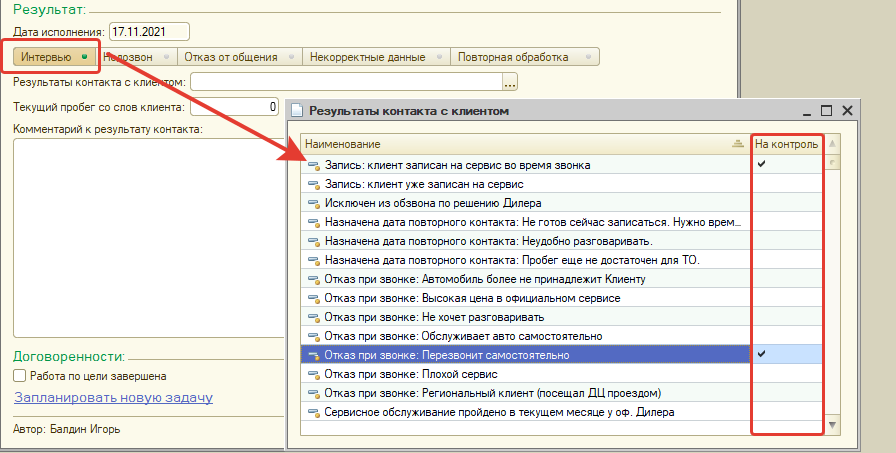 Результат:
Дата исполнения: 17.11.2021
Интервью Недозвон Отказ от общения Некорректные данные Повторная обработка
Результаты контакта с клиентом: ...
Текущий пробег со слов клиента: 0
Комментарий к результату контакта:
Результаты контакта с клиентом
Наименование На контроль
Запись: клиент записан на сервис во время звонка
Запись: клиент уже записан на сервис
Исключен из обзвона по решению Дилера
Назначена дата повторного контакта: Не готов сейчас записаться. Нужно врем...
Назначена дата повторного контакта: Неудобно разговаривать.
Назначена дата повторного контакта: Пробег еще не достаточен для ТО.
Отказ при звонке: Автомобиль более не принадлежит Клиенту
Отказ при звонке: Высокая цена в официальном сервисе
Отказ при звонке: Не хочет разговаривать
Отказ при звонке: Обслуживает авто самостоятельно
Отказ при звонке: Перезвонит самостоятельно
Отказ при звонке: Плохой сервис
Отказ при звонке: Региональный клиент (посещал ДЦ проездом)
Сервисное обслуживание пройдено в текущем месяце у оф. Дилера
Договоренности:
Работа по цели завершена
Запланировать новую задачу
Автор: Балдин Игорь